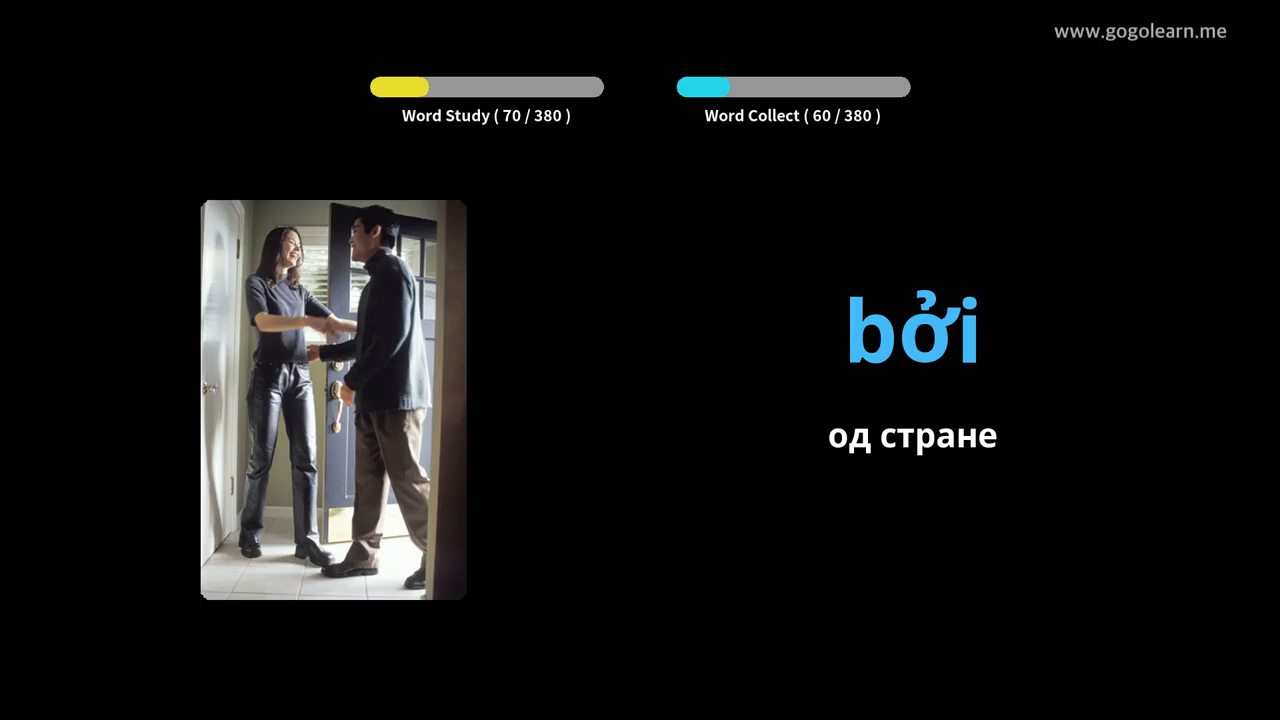 www.gogolearn.me
Word Study ( 70 / 380 )
Word Collect ( 60 / 380 )
bởi
од стране